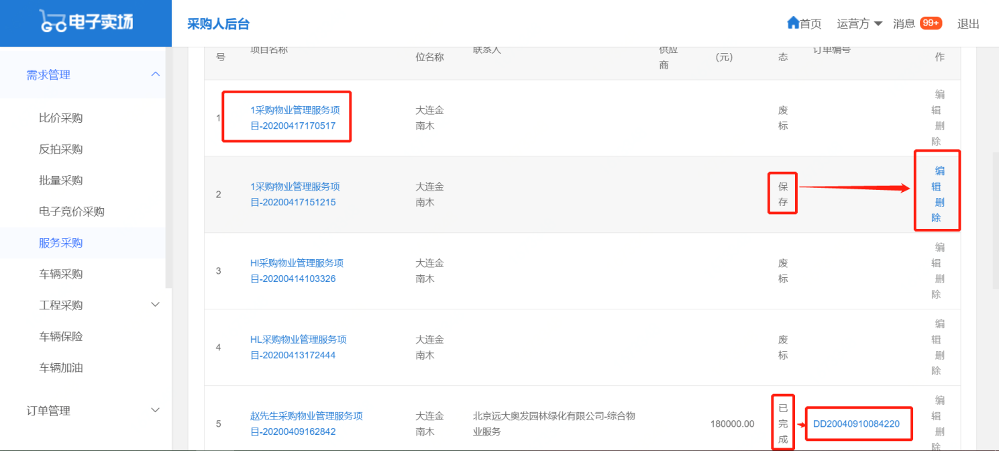 电子卖场
采购人后台
首页
运营方
消息
99+
退出
需求管理
比价采购
反拍采购
批量采购
电子竞价采购
服务采购
车辆采购
工程采购
车辆保险
车辆加油
订单管理
号
项目名称
位名称
联系人
供应
商
(元)
态
订单编号
作
1
1采购物业管理服务项
目-20200417170517
大连金
南木
废
标
编
辑
删
除
2
1采购物业管理服务项
目-20200417151215
大连金
南木
保
存
编
辑
删
除
3
HI采购物业管理服务项
目-20200414103326
大连金
南木
废
标
编
辑
删
除
4
HL采购物业管理服务项
目-20200413172444
大连金
南木
废
标
编
辑
删
除
5
赵先生采购物业管理服务项
目-20200409162842
大连金
南木
北京远大奥发园林绿化有限公司-综合物
业服务
180000.00
已
完
成
DD20040910084220
编
辑
删
除